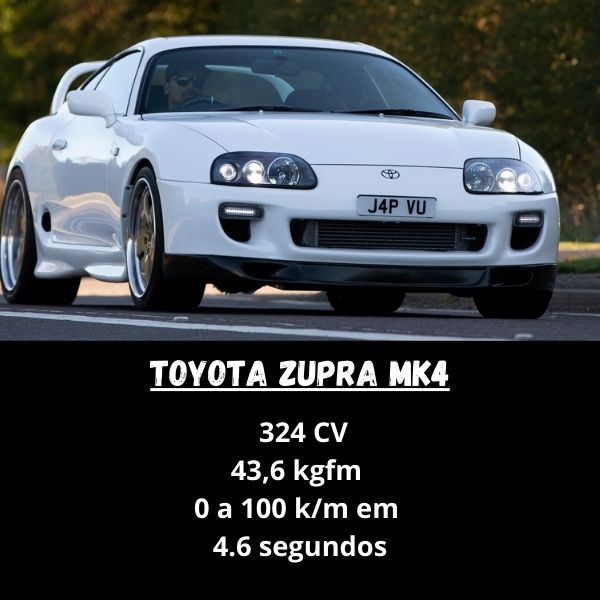 J4P VU
TOYOTA ZUPRA MK4
324 CV
43,6 kgfm
0 a 100 k/m em
4.6 segundos